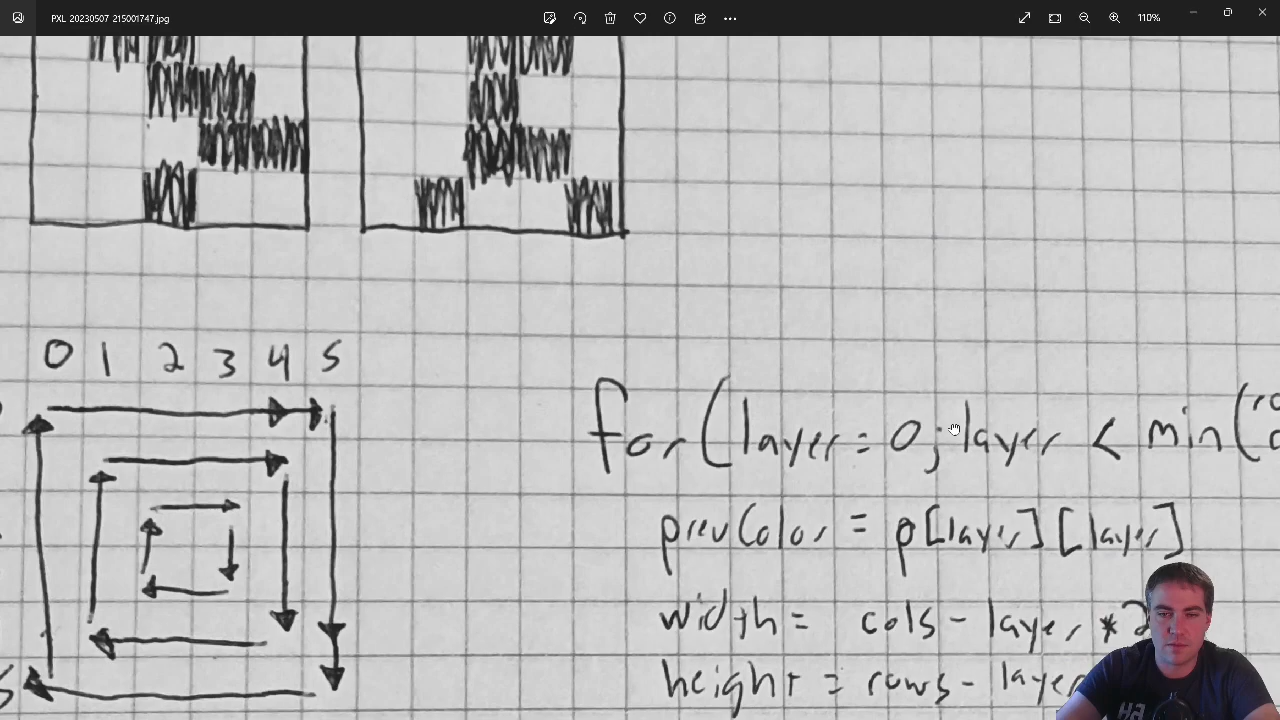 PXL 20230507 215001747.jpg
110%
0 1 2 3 4 5
for(layer = 0; layer < min(
prevColor = p[layer][layer]
width = cols - layer * 2
height = rows - layer
5